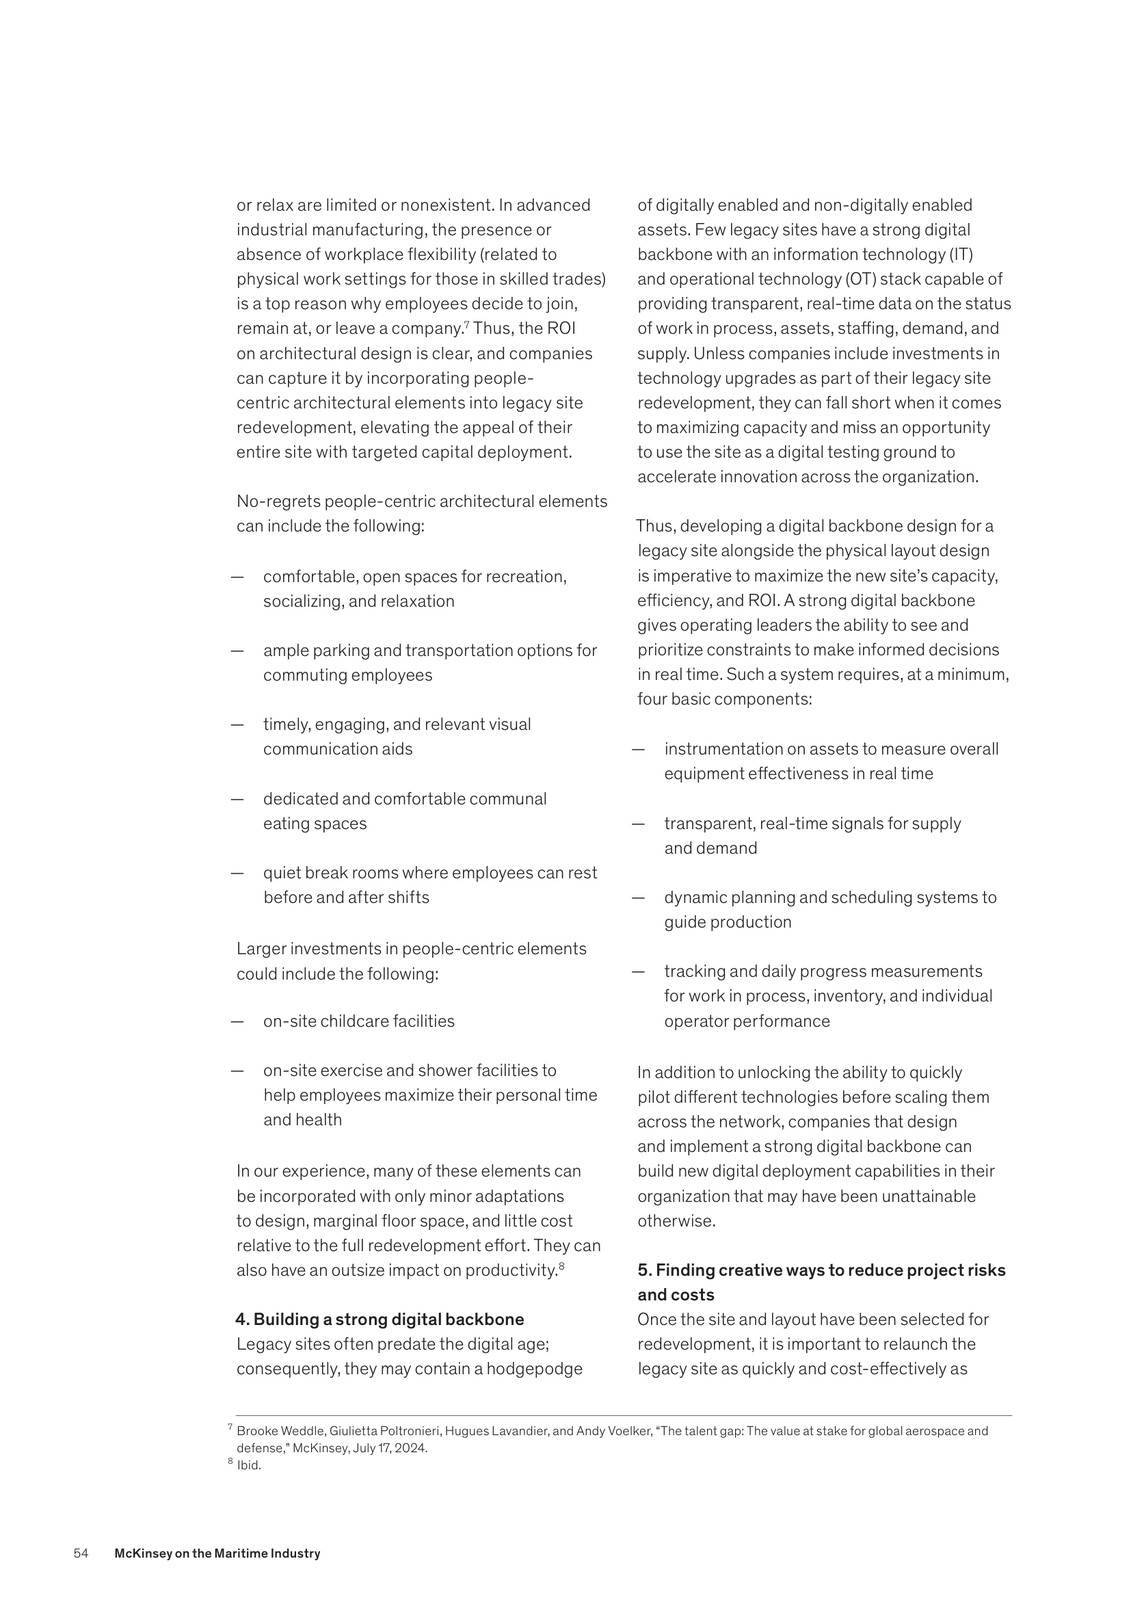 or relax are limited or nonexistent. In advanced
industrial manufacturing, the presence or
absence of workplace flexibility (related to
physical work settings for those in skilled trades)
is a top reason why employees decide to join,
remain at, or leave a company.⁷ Thus, the ROI
on architectural design is clear, and companies
can capture it by incorporating people-
centric architectural elements into legacy site
redevelopment, elevating the appeal of their
entire site with targeted capital deployment.
No-regrets people-centric architectural elements
can include the following:
— comfortable, open spaces for recreation,
socializing, and relaxation
— ample parking and transportation options for
commuting employees
— timely, engaging, and relevant visual
communication aids
— dedicated and comfortable communal
eating spaces
— quiet break rooms where employees can rest
before and after shifts
Larger investments in people-centric elements
could include the following:
— on-site childcare facilities
— on-site exercise and shower facilities to
help employees maximize their personal time
and health
In our experience, many of these elements can
be incorporated with only minor adaptations
to design, marginal floor space, and little cost
relative to the full redevelopment effort. They can
also have an outsize impact on productivity.⁸
4. Building a strong digital backbone
Legacy sites often predate the digital age;
consequently, they may contain a hodgepodge
of digitally enabled and non-digitally enabled
assets. Few legacy sites have a strong digital
backbone with an information technology (IT)
and operational technology (OT) stack capable of
providing transparent, real-time data on the status
of work in process, assets, staffing, demand, and
supply. Unless companies include investments in
technology upgrades as part of their legacy site
redevelopment, they can fall short when it comes
to maximizing capacity and miss an opportunity
to use the site as a digital testing ground to
accelerate innovation across the organization.
Thus, developing a digital backbone design for a
legacy site alongside the physical layout design
is imperative to maximize the new site's capacity,
efficiency, and ROI. A strong digital backbone
gives operating leaders the ability to see and
prioritize constraints to make informed decisions
in real time. Such a system requires, at a minimum,
four basic components:
— instrumentation on assets to measure overall
equipment effectiveness in real time
— transparent, real-time signals for supply
and demand
— dynamic planning and scheduling systems to
guide production
— tracking and daily progress measurements
for work in process, inventory, and individual
operator performance
In addition to unlocking the ability to quickly
pilot different technologies before scaling them
across the network, companies that design
and implement a strong digital backbone can
build new digital deployment capabilities in their
organization that may have been unattainable
otherwise.
5. Finding creative ways to reduce project risks
and costs
Once the site and layout have been selected for
redevelopment, it is important to relaunch the
legacy site as quickly and cost-effectively as
⁷ Brooke Weddle, Giulietta Poltronieri, Hugues Lavandier, and Andy Voelker, “The talent gap: The value at stake for global aerospace and
defense,” McKinsey, July 17, 2024.
⁸ Ibid.
54 McKinsey on the Maritime Industry